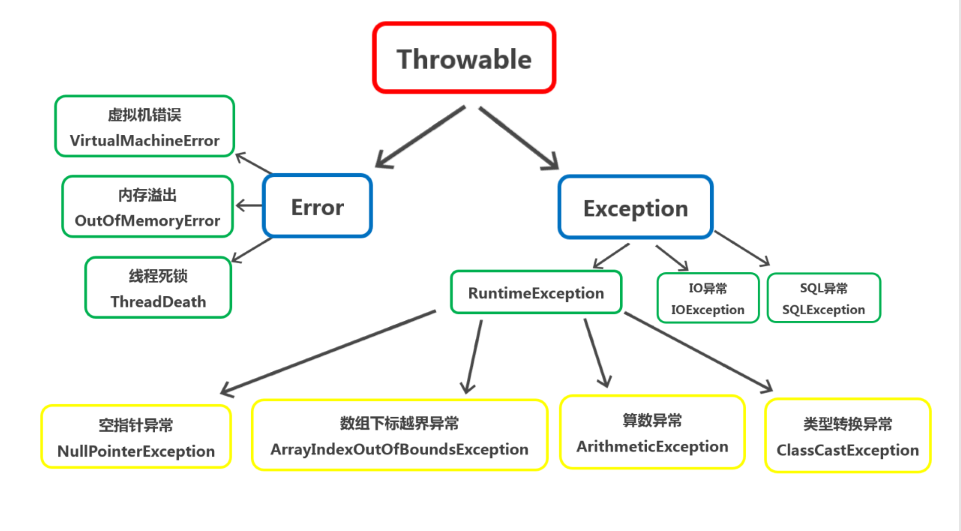 Throwable
虚拟机错误
VirtualMachineError
内存溢出
OutOfMemoryError
线程死锁
ThreadDeath
Error
Exception
RuntimeException
IO异常
IOException
SQL异常
SQLException
空指针异常
NullPointerException
数组下标越界异常
ArrayIndexOutOfBoundsException
算数异常
ArithmeticException
类型转换异常
ClassCastException